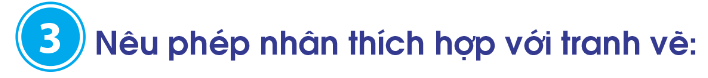 3 Nêu phép nhân thích hợp với tranh vẽ: